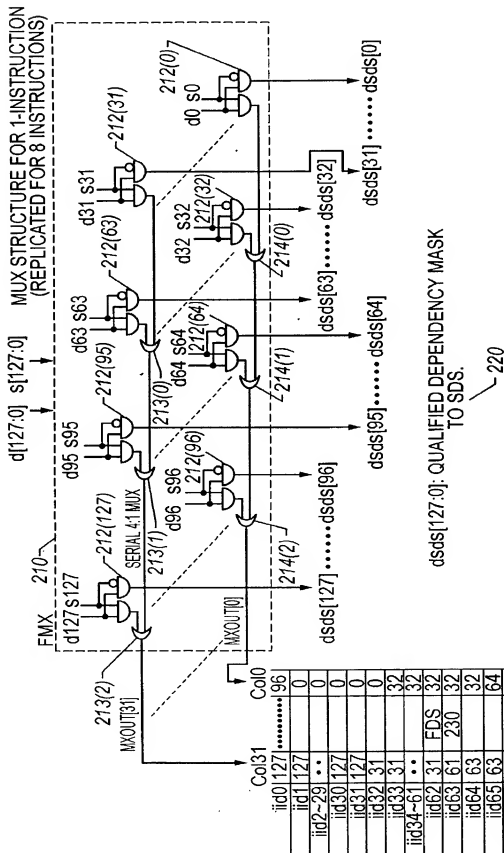 MUX STRUCTURE FOR 1-INSTRUCTION
(REPLICATED FOR 8 INSTRUCTIONS)
d[127:0] s[127:0]
210
FMX
212(127)
d127 s127
212(95)
d95 s95
212(63)
d63 s63
212(31)
d31 s31
212(0)
d0 s0
213(2)
SERIAL 4:1 MUX
213(1)
213(0)
212(96)
d96 s96
212(64)
d64 s64
212(32)
d32 s32
214(2)
214(1)
214(0)
MXOUT[31]
MXOUT[0]
dsds[127] dsds[96]
dsds[95] dsds[64]
dsds[63] dsds[32]
dsds[31] dsds[0]
Col31 Col0
iid0 127 96
iid1 127 0
iid2~29 0
iid30 127 0
iid31 127 0
iid32 31 0
iid33 31 32
iid34~61 32
iid62 31 FDS 32
iid63 61 230 32
iid64 63 32
iid65 63 64
dsds[127:0]: QUALIFIED DEPENDENCY MASK
TO SDS.
220